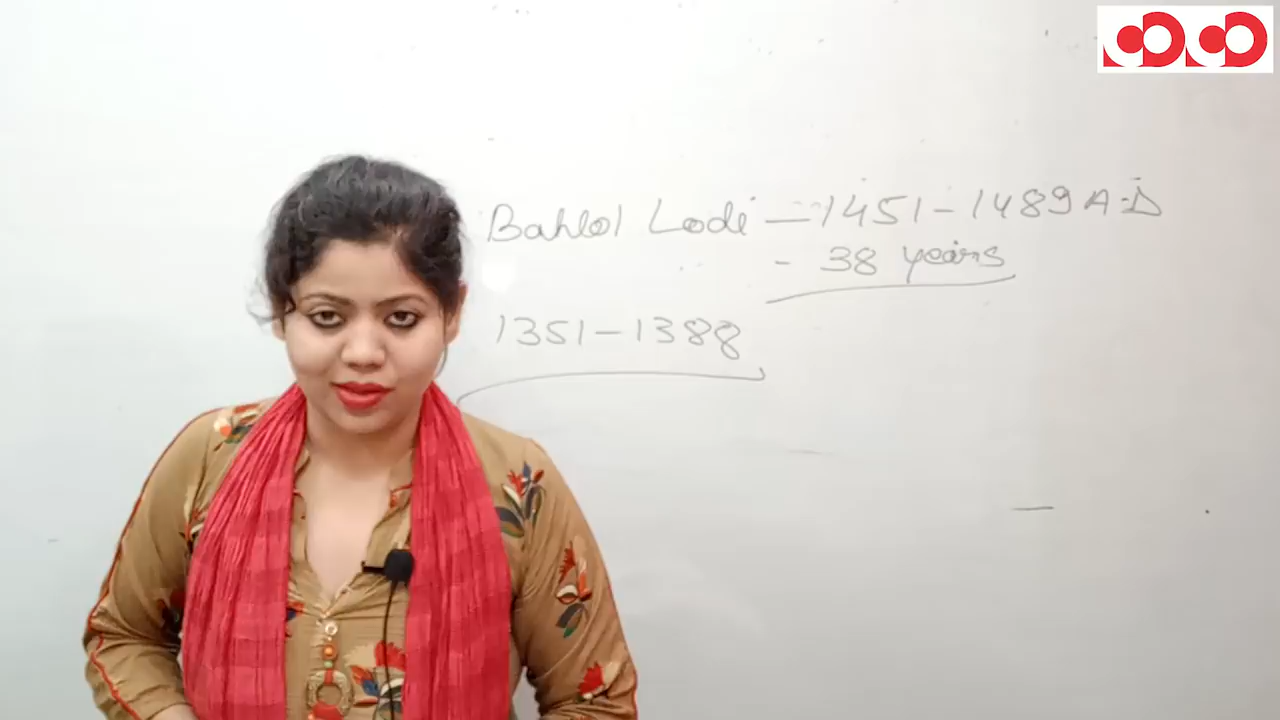 Bahlol Lodi — 1451 - 1489 A.D
- 38 years
1351 - 1388